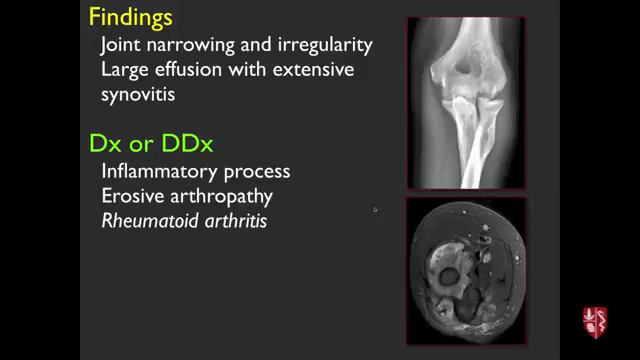 Findings
Joint narrowing and irregularity
Large effusion with extensive
synovitis
Dx or DDx
Inflammatory process
Erosive arthropathy
Rheumatoid arthritis